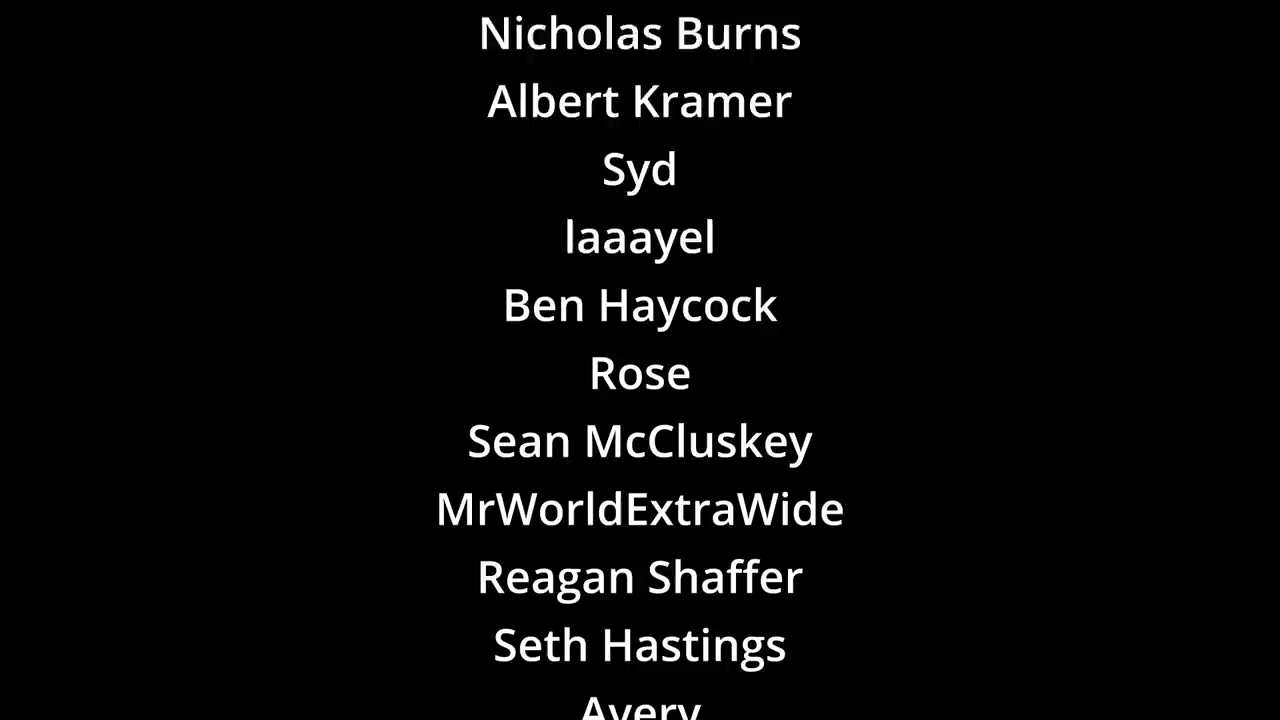 Nicholas Burns
Albert Kramer
Syd
laaayel
Ben Haycock
Rose
Sean McCluskey
MrWorldExtraWide
Reagan Shaffer
Seth Hastings
Avery